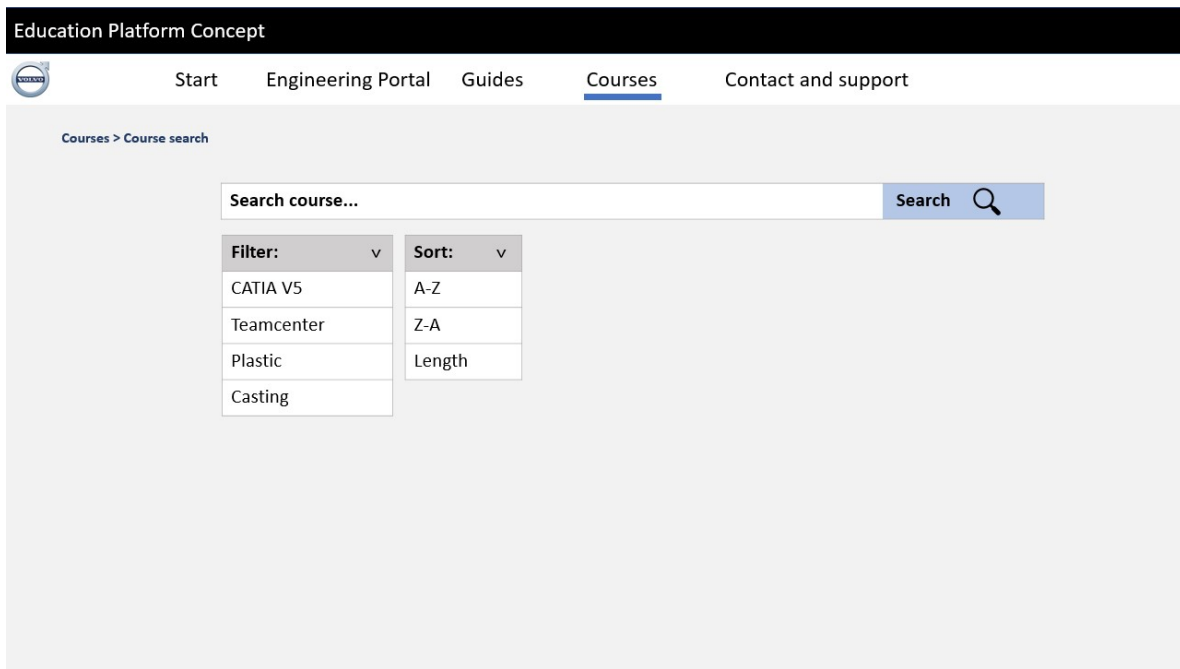 Education Platform Concept
VOLVO
Start Engineering Portal Guides Courses Contact and support
Courses > Course search
Search course... Search
Filter: v Sort: v
CATIA V5 A-Z
Teamcenter Z-A
Plastic Length
Casting